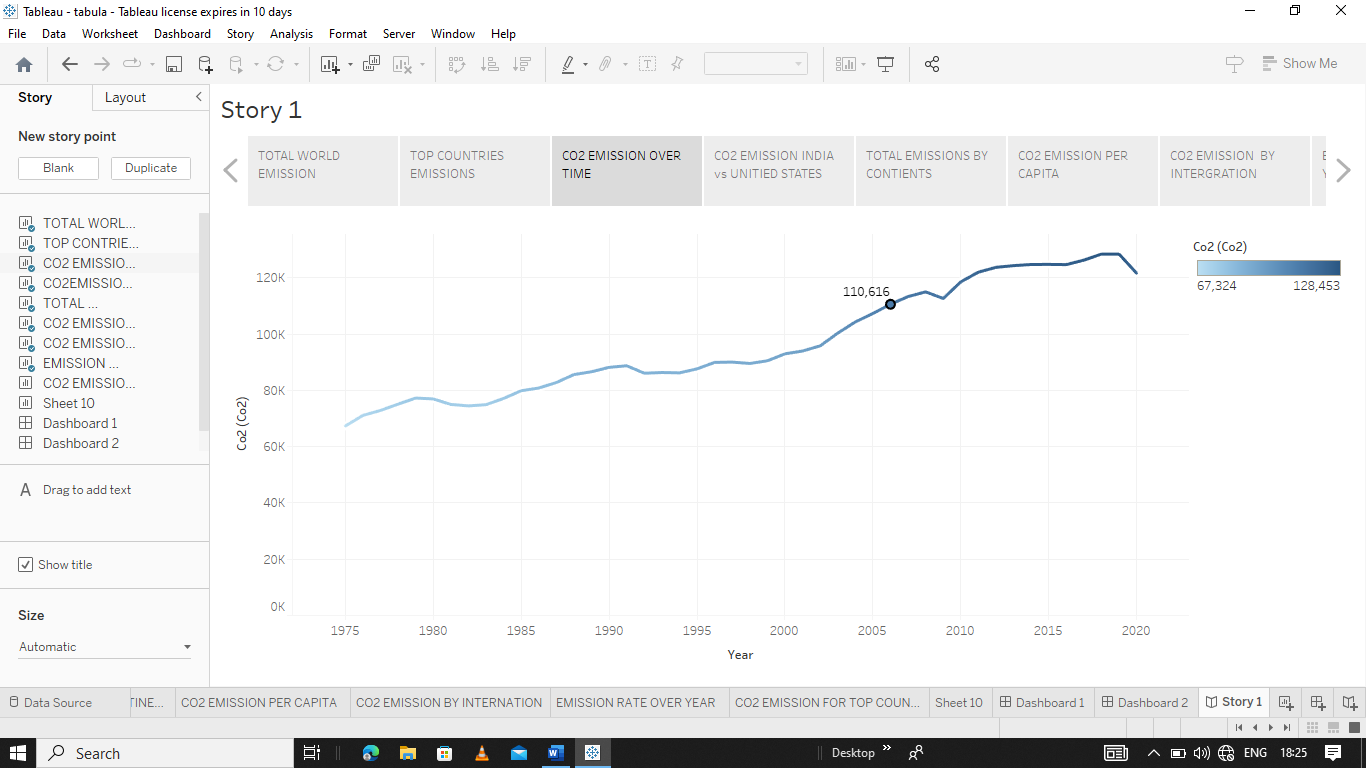 Tableau - tabula - Tableau license expires in 10 days
File Data Worksheet Dashboard Story Analysis Format Server Window Help
Show Me
Story Layout
New story point
Blank Duplicate
TOTAL WORL...
TOP CONTRIE...
CO2 EMISSIO...
CO2EMISSIO...
TOTAL ...
CO2 EMISSIO...
CO2 EMISSIO...
EMISSION ...
CO2 EMISSIO...
Sheet 10
Dashboard 1
Dashboard 2
A Drag to add text
Show title
Size
Automatic
Story 1
TOTAL WORLD
EMISSION
TOP COUNTRIES
EMISSIONS
CO2 EMISSION OVER
TIME
CO2 EMISSION INDIA
vs UNITIED STATES
TOTAL EMISSIONS BY
CONTIENTS
CO2 EMISSION PER
CAPITA
CO2 EMISSION  BY
INTERGRATION
Co2 (Co2)
67,324 128,453
110,616
120K
100K
80K
60K
40K
20K
0K
Co2 (Co2)
1975 1980 1985 1990 1995 2000 2005 2010 2015 2020
Year
Data Source TINE... CO2 EMISSION PER CAPITA CO2 EMISSION BY INTERNATION EMISSION RATE OVER YEAR CO2 EMISSION FOR TOP COUN... Sheet 10 Dashboard 1 Dashboard 2 Story 1
Search Desktop ENG 18:25